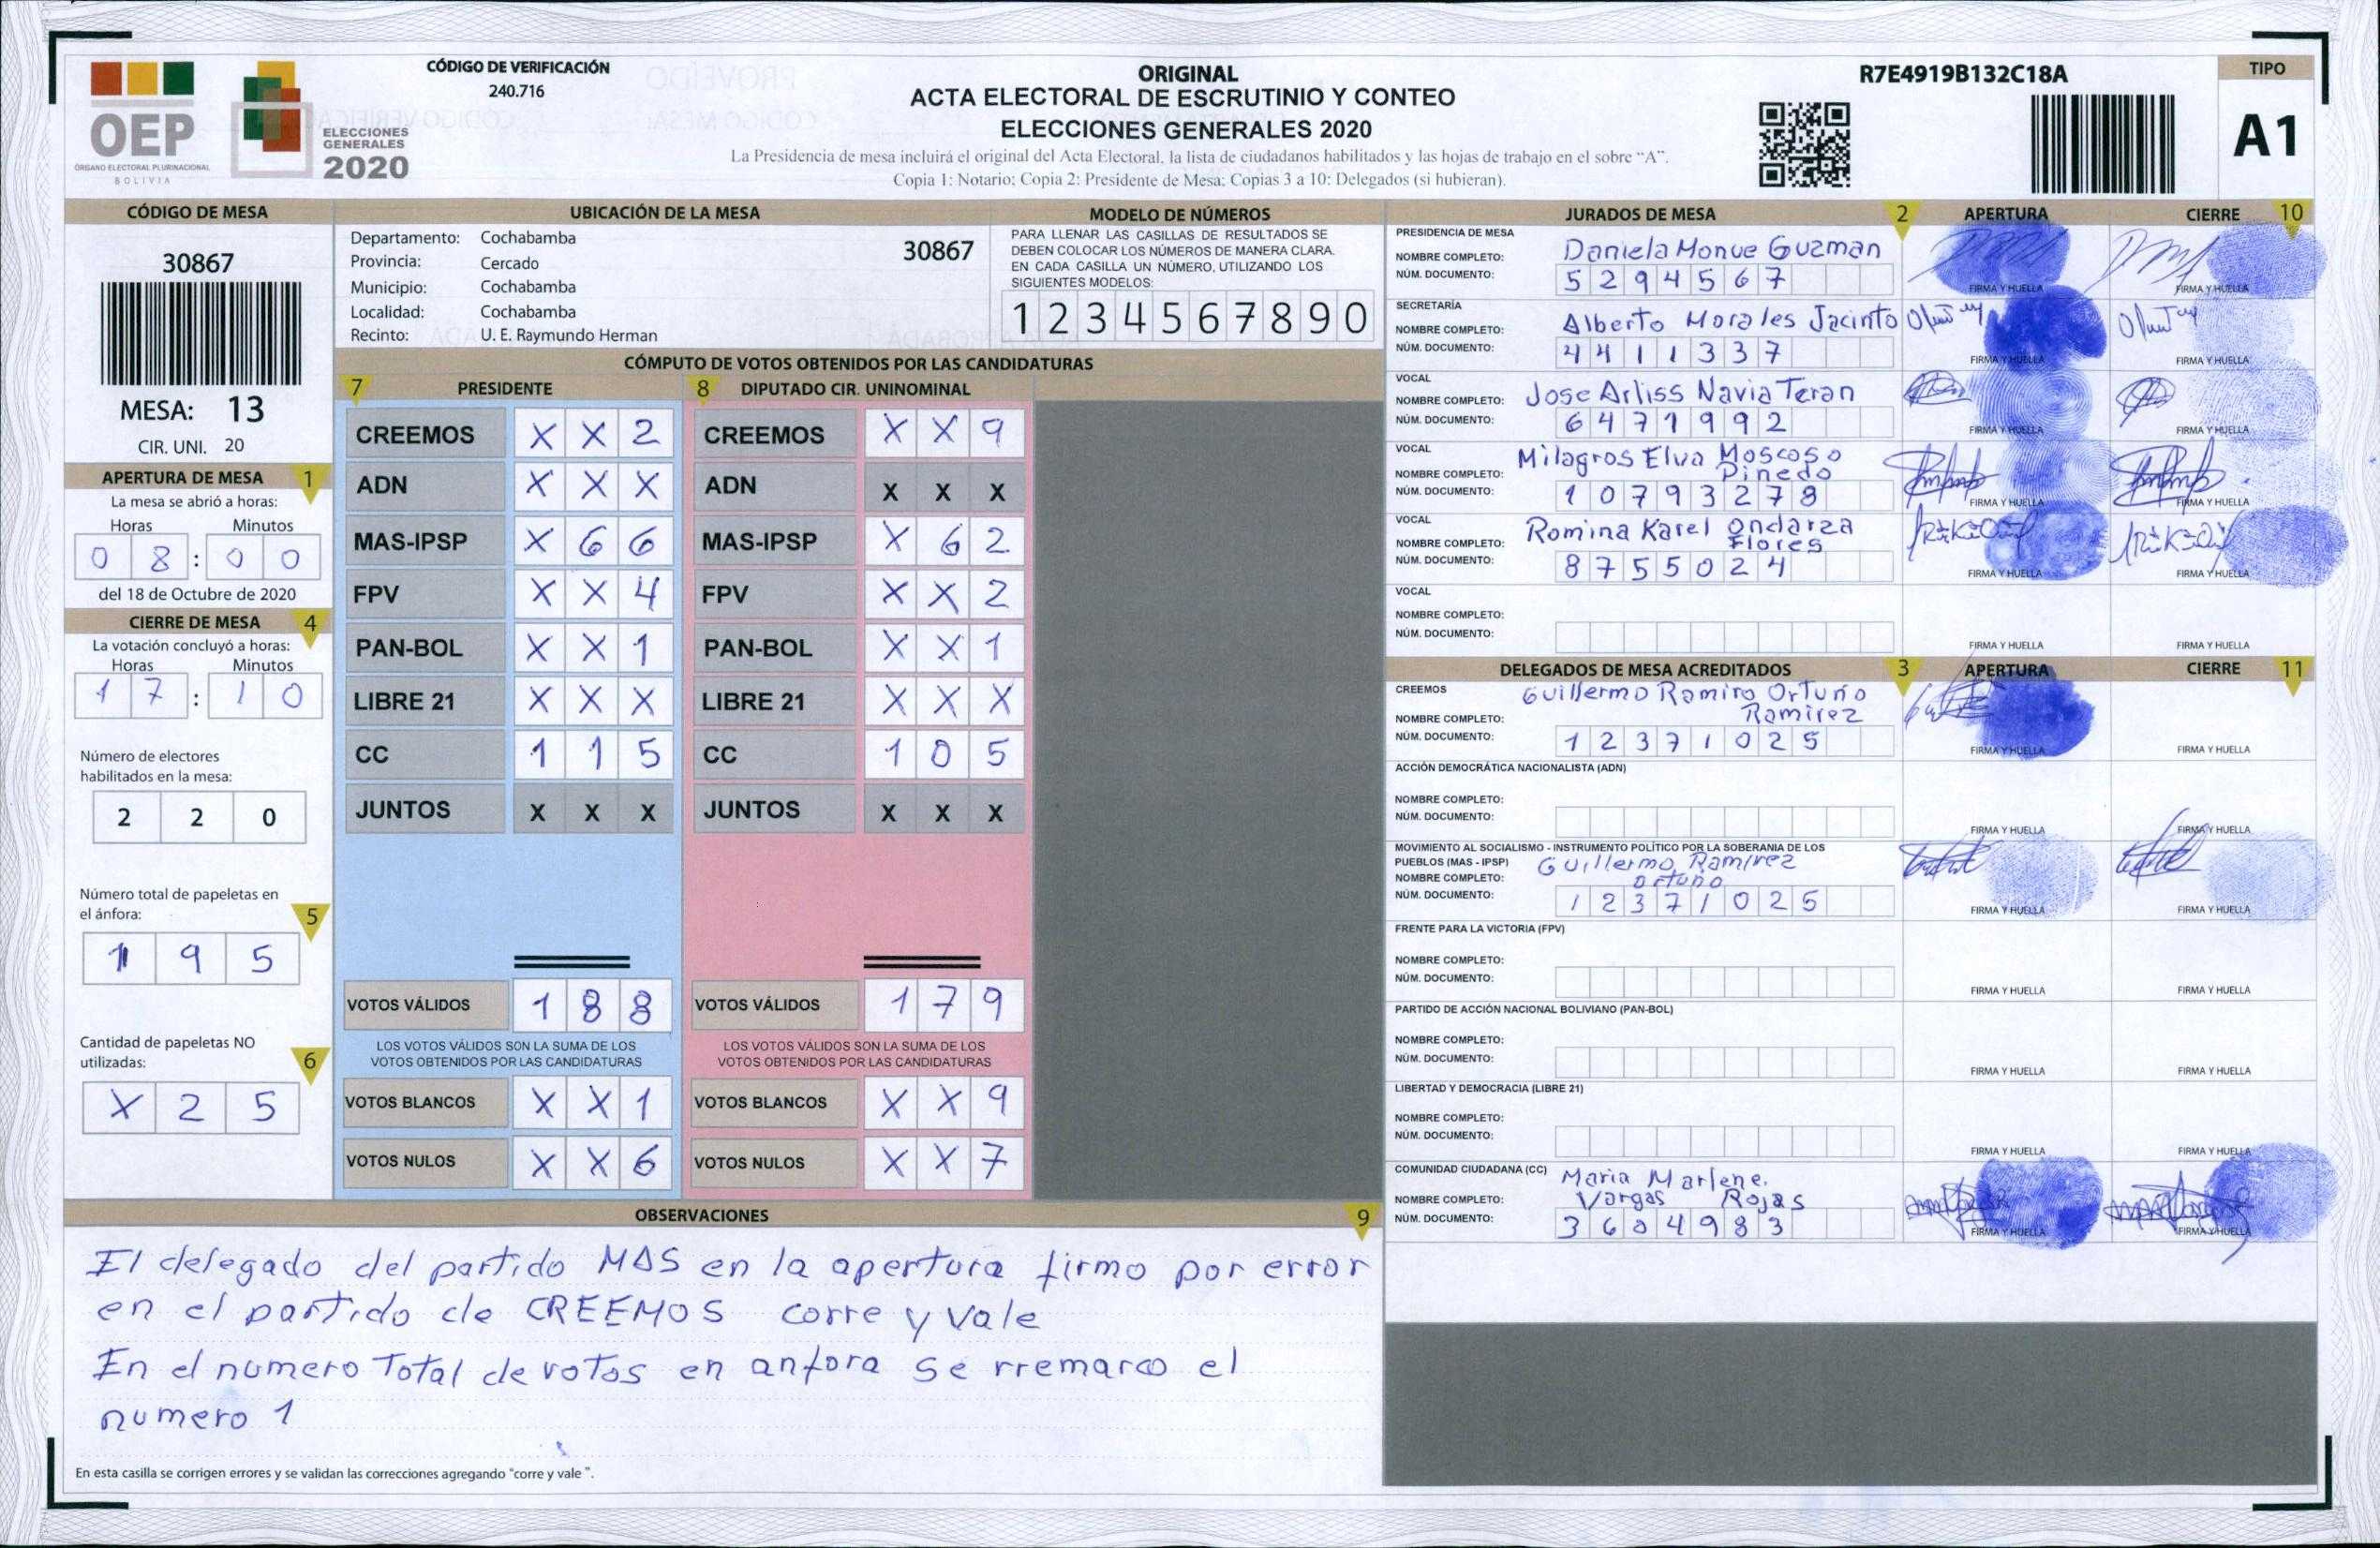 OEP
ÓRGANO ELECTORAL PLURINACIONAL
BOLIVIA
ELECCIONES
GENERALES
2020
CÓDIGO DE VERIFICACIÓN
240.716
ORIGINAL
ACTA ELECTORAL DE ESCRUTINIO Y CONTEO
ELECCIONES GENERALES 2020
La Presidencia de mesa incluirá el original del Acta Electoral, la lista de ciudadanos habilitados y las hojas de trabajo en el sobre "A".
Copia 1: Notario; Copia 2: Presidente de Mesa; Copias 3 a 10: Delegados (si hubieran).
R7E4919B132C18A
TIPO
A1
CÓDIGO DE MESA
30867
MESA: 13
CIR. UNI. 20
APERTURA DE MESA 1
La mesa se abrió a horas:
Horas Minutos
0 8 : 0 0
del 18 de Octubre de 2020
CIERRE DE MESA 4
La votación concluyó a horas:
Horas Minutos
1 7 : 1 0
Número de electores
habilitados en la mesa:
2 2 0
Número total de papeletas en
el ánfora: 5
1 9 5
Cantidad de papeletas NO
utilizadas: 6
X 2 5
UBICACIÓN DE LA MESA
Departamento: Cochabamba
Provincia: Cercado
Municipio: Cochabamba
Localidad: Cochabamba
Recinto: U. E. Raymundo Herman
30867
MODELO DE NÚMEROS
PARA LLENAR LAS CASILLAS DE RESULTADOS SE
DEBEN COLOCAR LOS NÚMEROS DE MANERA CLARA.
EN CADA CASILLA UN NÚMERO, UTILIZANDO LOS
SIGUIENTES MODELOS:
1 2 3 4 5 6 7 8 9 0
CÓMPUTO DE VOTOS OBTENIDOS POR LAS CANDIDATURAS
7 PRESIDENTE 8 DIPUTADO CIR. UNINOMINAL
CREEMOS X X 2 CREEMOS X X 9
ADN X X X ADN X X X
MAS-IPSP X 6 6 MAS-IPSP X 6 2
FPV X X 4 FPV X X 2
PAN-BOL X X 1 PAN-BOL X X 1
LIBRE 21 X X X LIBRE 21 X X X
CC 1 1 5 CC 1 0 5
JUNTOS X X X JUNTOS X X X
VOTOS VÁLIDOS 1 8 8 VOTOS VÁLIDOS 1 7 9
LOS VOTOS VÁLIDOS SON LA SUMA DE LOS LOS VOTOS VÁLIDOS SON LA SUMA DE LOS
VOTOS OBTENIDOS POR LAS CANDIDATURAS VOTOS OBTENIDOS POR LAS CANDIDATURAS
VOTOS BLANCOS X X 1 VOTOS BLANCOS X X 9
VOTOS NULOS X X 6 VOTOS NULOS X X 7
OBSERVACIONES 9
El delegado del partido MAS en la apertura firmo por error
en el partido de CREEMOS corre y vale
En el numero Total de votos en anfora se rremarco el
numero 1
En esta casilla se corrigen errores y se validan las correcciones agregando "corre y vale ".
JURADOS DE MESA 2 APERTURA CIERRE 10
PRESIDENCIA DE MESA
NOMBRE COMPLETO: Daniela Monve Guzman
NÚM. DOCUMENTO: 5 2 9 4 5 6 7
FIRMA Y HUELLA FIRMA Y HUELLA
SECRETARÍA
NOMBRE COMPLETO: Alberto Morales Jacinto
NÚM. DOCUMENTO: 4 4 1 1 3 3 7
FIRMA Y HUELLA FIRMA Y HUELLA
VOCAL
NOMBRE COMPLETO: Jose Arliss Navia Teran
NÚM. DOCUMENTO: 6 4 7 1 9 9 2
FIRMA Y HUELLA FIRMA Y HUELLA
VOCAL
NOMBRE COMPLETO: Milagros Elva Moscoso
Pinedo
NÚM. DOCUMENTO: 1 0 7 9 3 2 7 8
FIRMA Y HUELLA FIRMA Y HUELLA
VOCAL
NOMBRE COMPLETO: Romina Karel Ondarza
Flores
NÚM. DOCUMENTO: 8 7 5 5 0 2 4
FIRMA Y HUELLA FIRMA Y HUELLA
VOCAL
NOMBRE COMPLETO:
NÚM. DOCUMENTO:
FIRMA Y HUELLA FIRMA Y HUELLA
DELEGADOS DE MESA ACREDITADOS 3 APERTURA CIERRE 11
CREEMOS
Guillermo Ramiro Ortuño
NOMBRE COMPLETO: Ramirez
NÚM. DOCUMENTO: 1 2 3 7 1 0 2 5
FIRMA Y HUELLA FIRMA Y HUELLA
ACCIÓN DEMOCRÁTICA NACIONALISTA (ADN)
NOMBRE COMPLETO:
NÚM. DOCUMENTO:
FIRMA Y HUELLA FIRMA Y HUELLA
MOVIMIENTO AL SOCIALISMO - INSTRUMENTO POLÍTICO POR LA SOBERANIA DE LOS
PUEBLOS (MAS - IPSP) Guillermo Ramirez
NOMBRE COMPLETO: Ortuño
NÚM. DOCUMENTO: 1 2 3 7 1 0 2 5
FIRMA Y HUELLA FIRMA Y HUELLA
FRENTE PARA LA VICTORIA (FPV)
NOMBRE COMPLETO:
NÚM. DOCUMENTO:
FIRMA Y HUELLA FIRMA Y HUELLA
PARTIDO DE ACCIÓN NACIONAL BOLIVIANO (PAN-BOL)
NOMBRE COMPLETO:
NÚM. DOCUMENTO:
FIRMA Y HUELLA FIRMA Y HUELLA
LIBERTAD Y DEMOCRACIA (LIBRE 21)
NOMBRE COMPLETO:
NÚM. DOCUMENTO:
FIRMA Y HUELLA FIRMA Y HUELLA
COMUNIDAD CIUDADANA (CC) Maria Marlene.
NOMBRE COMPLETO: Vargas Rojas
NÚM. DOCUMENTO: 3 6 0 4 9 8 3
FIRMA Y HUELLA FIRMA Y HUELLA